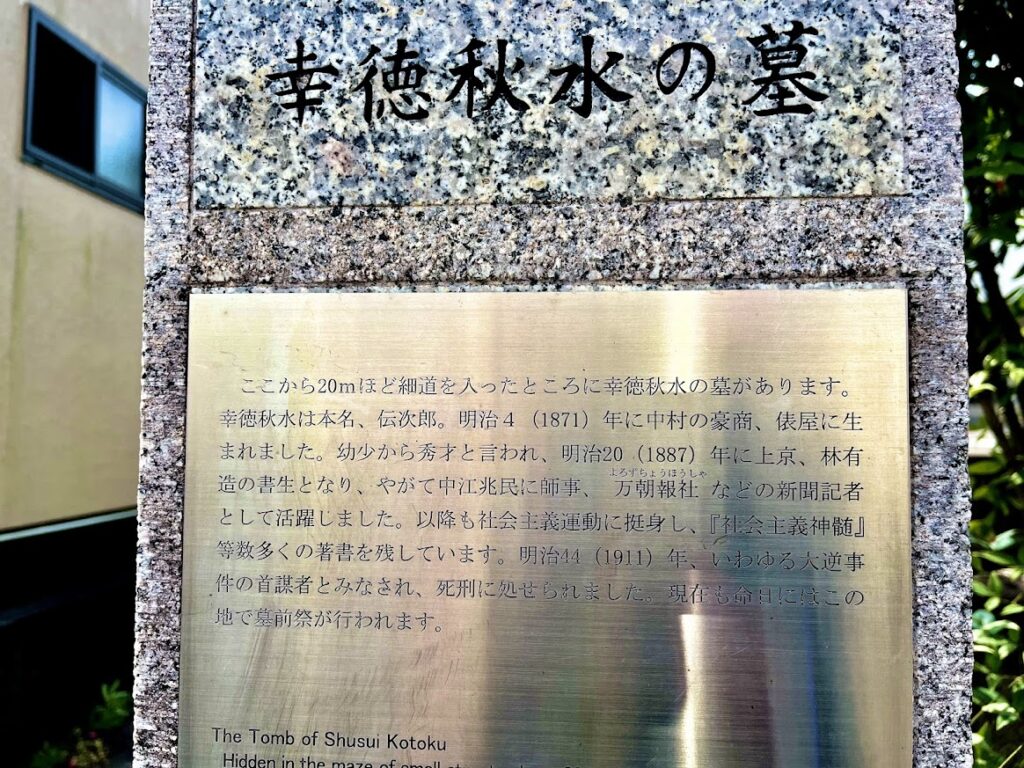 幸徳秋水の墓
ここから20mほど細道を入ったところに幸徳秋水の墓があります。
幸徳秋水は本名、伝次郎。明治4（1871）年に中村の豪商、俵屋に生
まれました。幼少から秀才と言われ、明治20（1887）年に上京、林有
よろずちょうほうしゃ
造の書生となり、やがて中江兆民に師事、万朝報社などの新聞記者
として活躍しました。以降も社会主義運動に挺身し、『社会主義神髄』
等数多くの著書を残しています。明治44（1911）年、いわゆる大逆事
件の首謀者とみなされ、死刑に処せられました。現在も命日にはこの
地で墓前祭が行われます。
The Tomb of Shusui Kotoku
Hidden in the maze of small